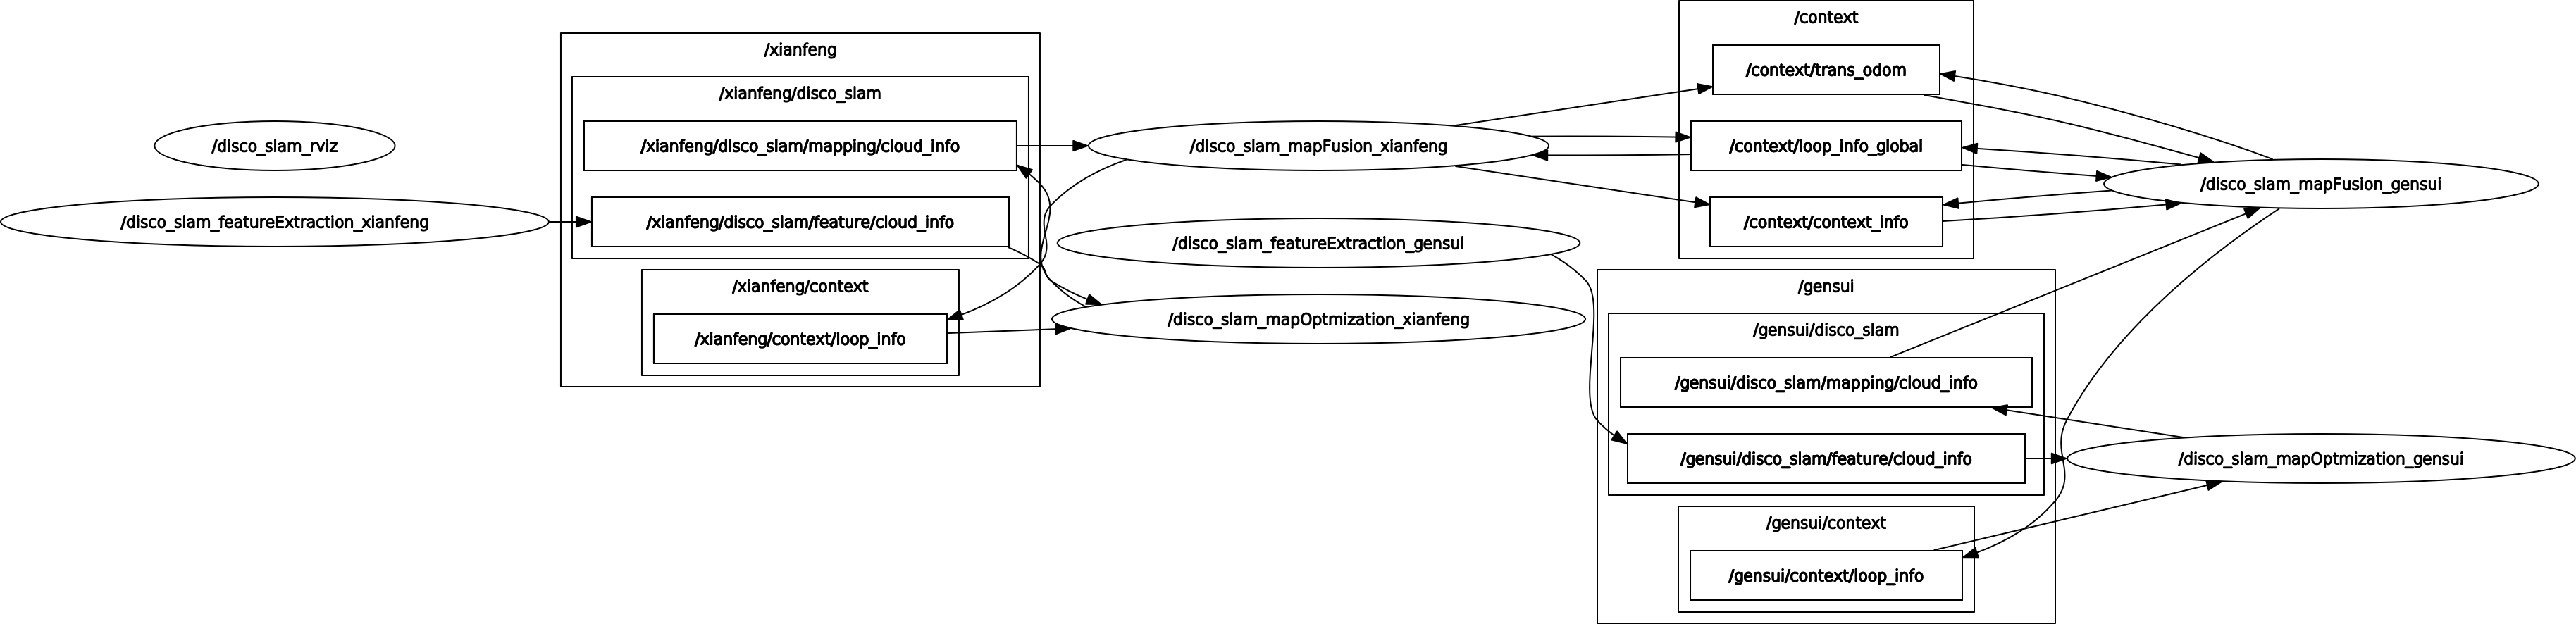 /disco_slam_rviz
/disco_slam_featureExtraction_xianfeng
/xianfeng
/xianfeng/disco_slam
/xianfeng/disco_slam/mapping/cloud_info
/xianfeng/disco_slam/feature/cloud_info
/xianfeng/context
/xianfeng/context/loop_info
/disco_slam_mapFusion_xianfeng
/disco_slam_featureExtraction_gensui
/disco_slam_mapOptmization_xianfeng
/context
/context/trans_odom
/context/loop_info_global
/context/context_info
/gensui
/gensui/disco_slam
/gensui/disco_slam/mapping/cloud_info
/gensui/disco_slam/feature/cloud_info
/gensui/context
/gensui/context/loop_info
/disco_slam_mapFusion_gensui
/disco_slam_mapOptmization_gensui